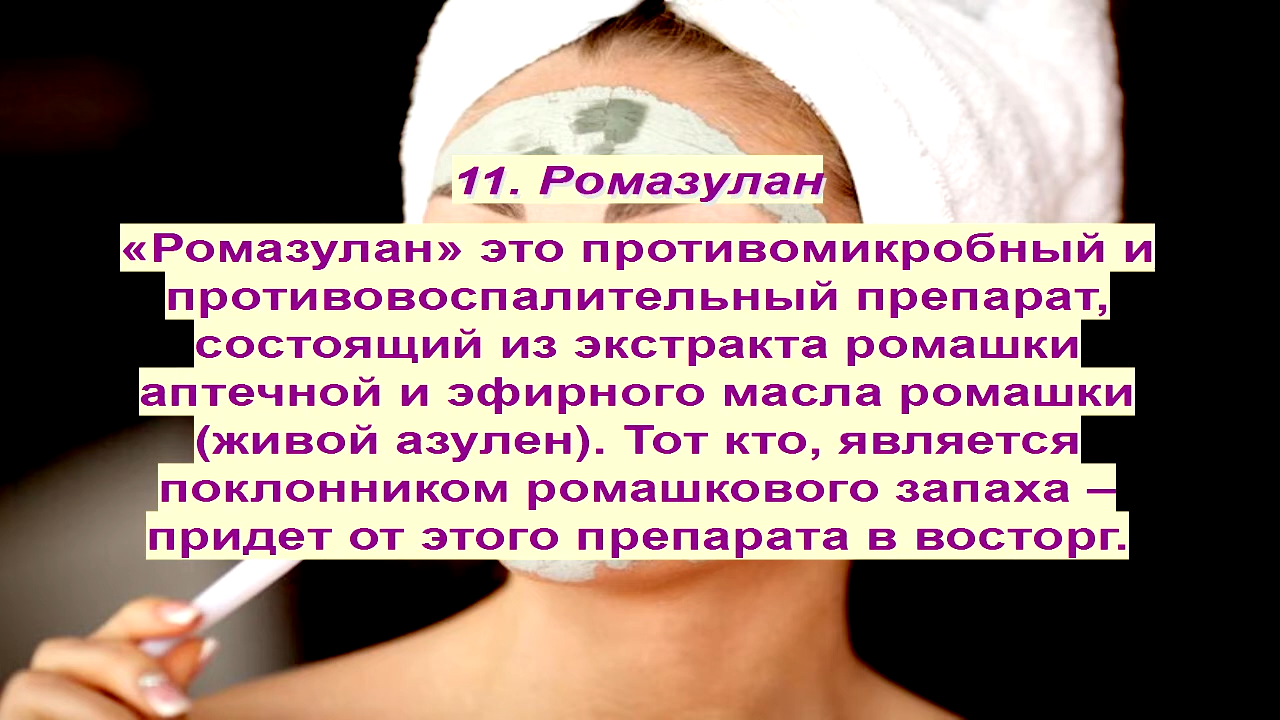 11. Ромазулан
«Ромазулан» это противомикробный и
противовоспалительный препарат,
состоящий из экстракта ромашки
аптечной и эфирного масла ромашки
(живой азулен). Тот кто, является
поклонником ромашкового запаха –
придет от этого препарата в восторг.